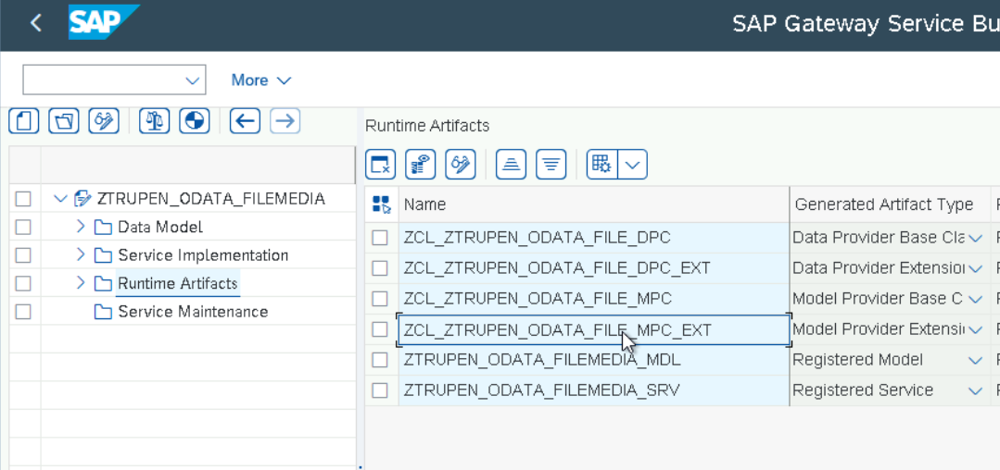 SAP
SAP Gateway Service Bu
More
Runtime Artifacts
Name
Generated Artifact Type
ZTRUPEN_ODATA_FILEMEDIA
Data Model
Service Implementation
Runtime Artifacts
Service Maintenance
ZCL_ZTRUPEN_ODATA_FILE_DPC
Data Provider Base Cla
ZCL_ZTRUPEN_ODATA_FILE_DPC_EXT
Data Provider Extension
ZCL_ZTRUPEN_ODATA_FILE_MPC
Model Provider Base C
ZCL_ZTRUPEN_ODATA_FILE_MPC_EXT
Model Provider Extensi
ZTRUPEN_ODATA_FILEMEDIA_MDL
Registered Model
ZTRUPEN_ODATA_FILEMEDIA_SRV
Registered Service